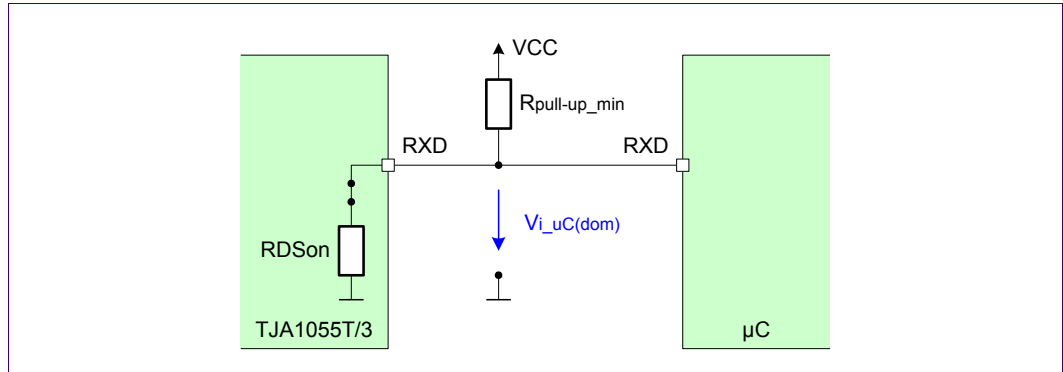 VCC
Rpull-up_min
RXD
RXD
Vi_uC(dom)
RDSon
TJA1055T/3
µC